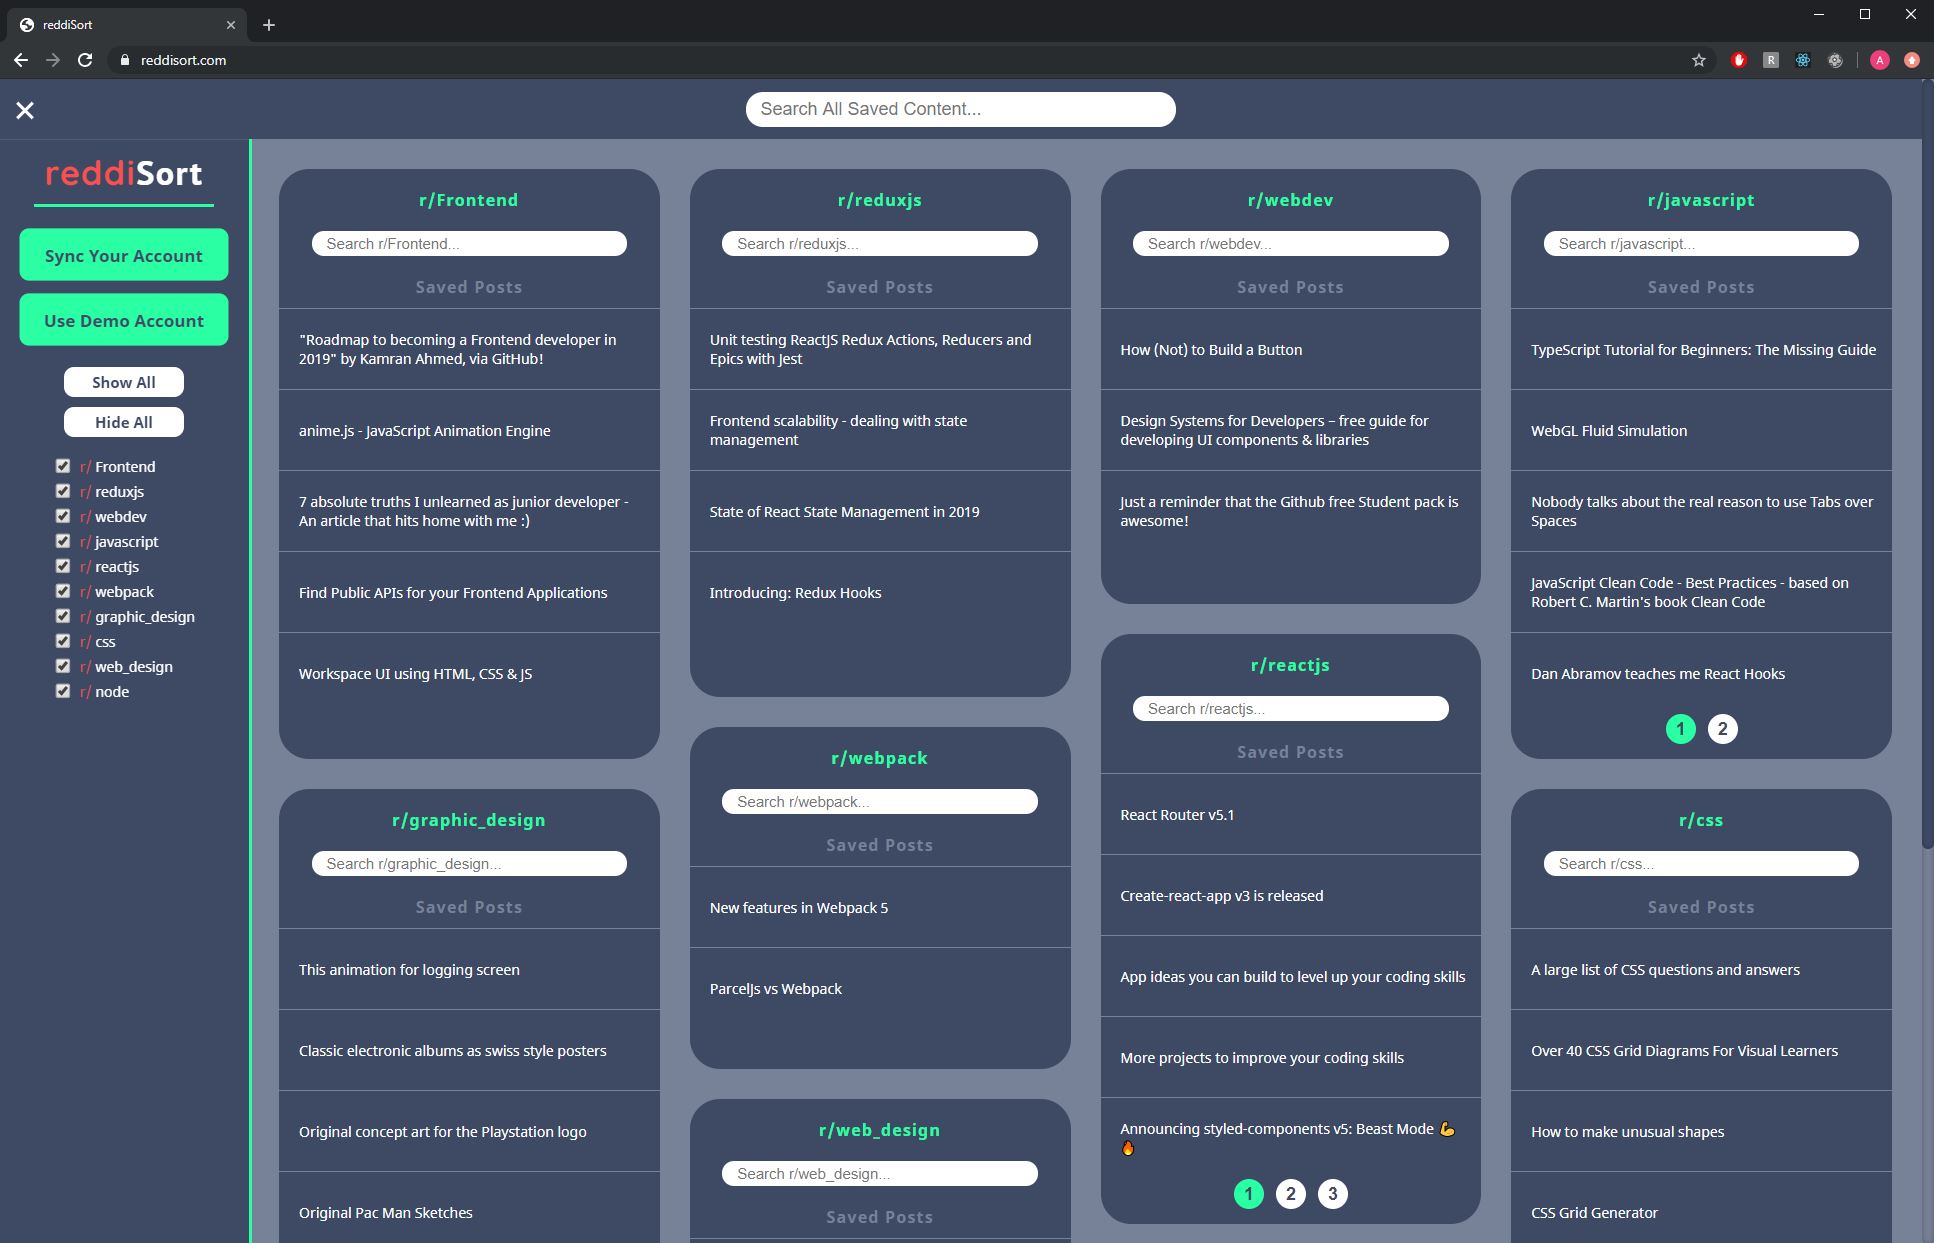 reddiSort
reddisort.com
R
A
Search All Saved Content...
reddiSort
Sync Your Account
Use Demo Account
Show All
Hide All
r/ Frontend
r/ reduxjs
r/ webdev
r/ javascript
r/ reactjs
r/ webpack
r/ graphic_design
r/ css
r/ web_design
r/ node
r/Frontend
Search r/Frontend...
Saved Posts
"Roadmap to becoming a Frontend developer in
2019" by Kamran Ahmed, via GitHub!
anime.js - JavaScript Animation Engine
7 absolute truths I unlearned as junior developer -
An article that hits home with me :)
Find Public APIs for your Frontend Applications
Workspace UI using HTML, CSS & JS
r/graphic_design
Search r/graphic_design...
Saved Posts
This animation for logging screen
Classic electronic albums as swiss style posters
Original concept art for the Playstation logo
Original Pac Man Sketches
r/reduxjs
Search r/reduxjs...
Saved Posts
Unit testing ReactJS Redux Actions, Reducers and
Epics with Jest
Frontend scalability - dealing with state
management
State of React State Management in 2019
Introducing: Redux Hooks
r/webpack
Search r/webpack...
Saved Posts
New features in Webpack 5
ParcelJs vs Webpack
r/web_design
Search r/web_design...
Saved Posts
r/webdev
Search r/webdev...
Saved Posts
How (Not) to Build a Button
Design Systems for Developers – free guide for
developing UI components & libraries
Just a reminder that the Github free Student pack is
awesome!
r/reactjs
Search r/reactjs...
Saved Posts
React Router v5.1
Create-react-app v3 is released
App ideas you can build to level up your coding skills
More projects to improve your coding skills
Announcing styled-components v5: Beast Mode 💪
🔥
1 2 3
r/javascript
Search r/javascript...
Saved Posts
TypeScript Tutorial for Beginners: The Missing Guide
WebGL Fluid Simulation
Nobody talks about the real reason to use Tabs over
Spaces
JavaScript Clean Code - Best Practices - based on
Robert C. Martin's book Clean Code
Dan Abramov teaches me React Hooks
1 2
r/css
Search r/css...
Saved Posts
A large list of CSS questions and answers
Over 40 CSS Grid Diagrams For Visual Learners
How to make unusual shapes
CSS Grid Generator